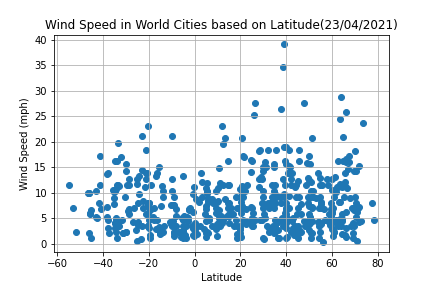 Wind Speed in World Cities based on Latitude(23/04/2021)
40
35
30
25
20
15
10
5
0
Wind Speed (mph)
−60 −40 −20 0 20 40 60 80
Latitude